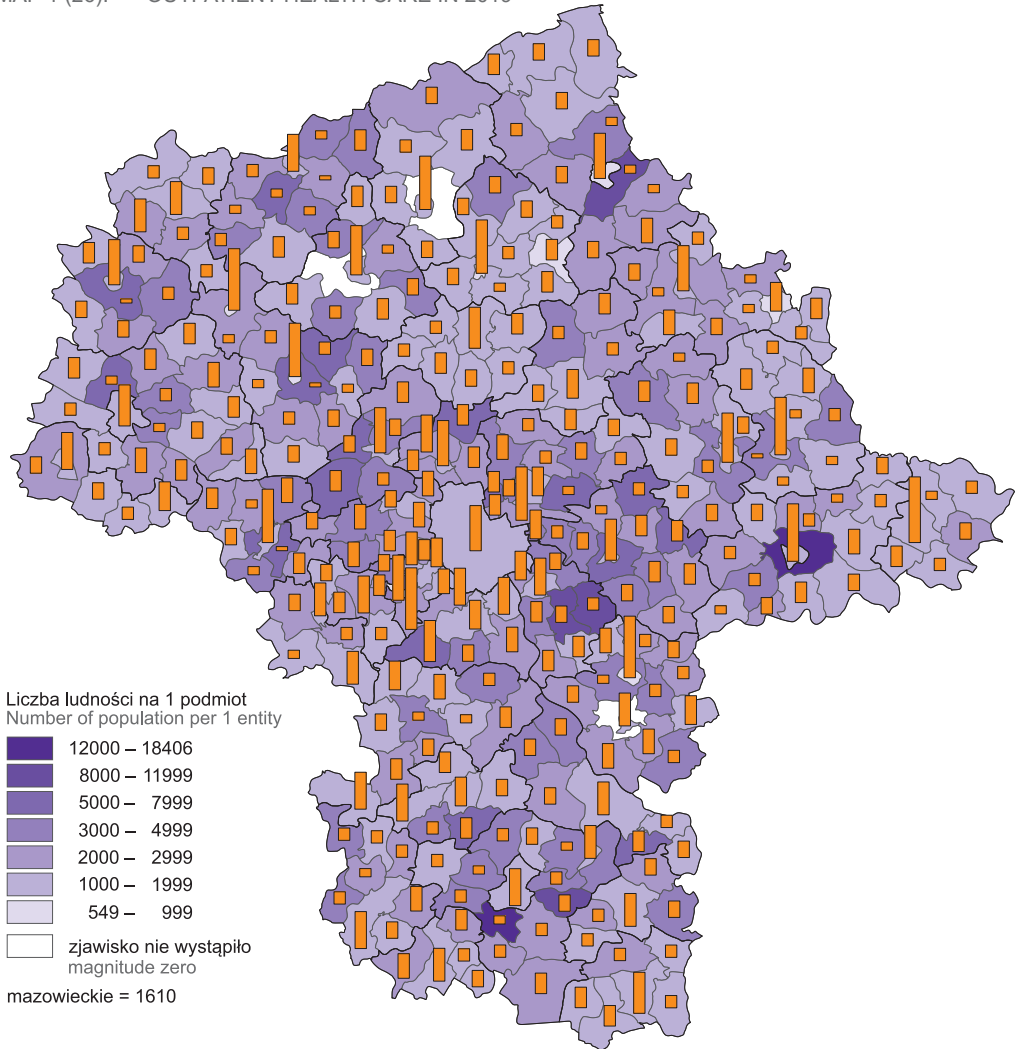 Liczba ludności na 1 podmiot
Number of population per 1 entity
12000 – 18406
8000 – 11999
5000 – 7999
3000 – 4999
2000 – 2999
1000 – 1999
549 – 999
zjawisko nie wystąpiło
magnitude zero
mazowieckie = 1610